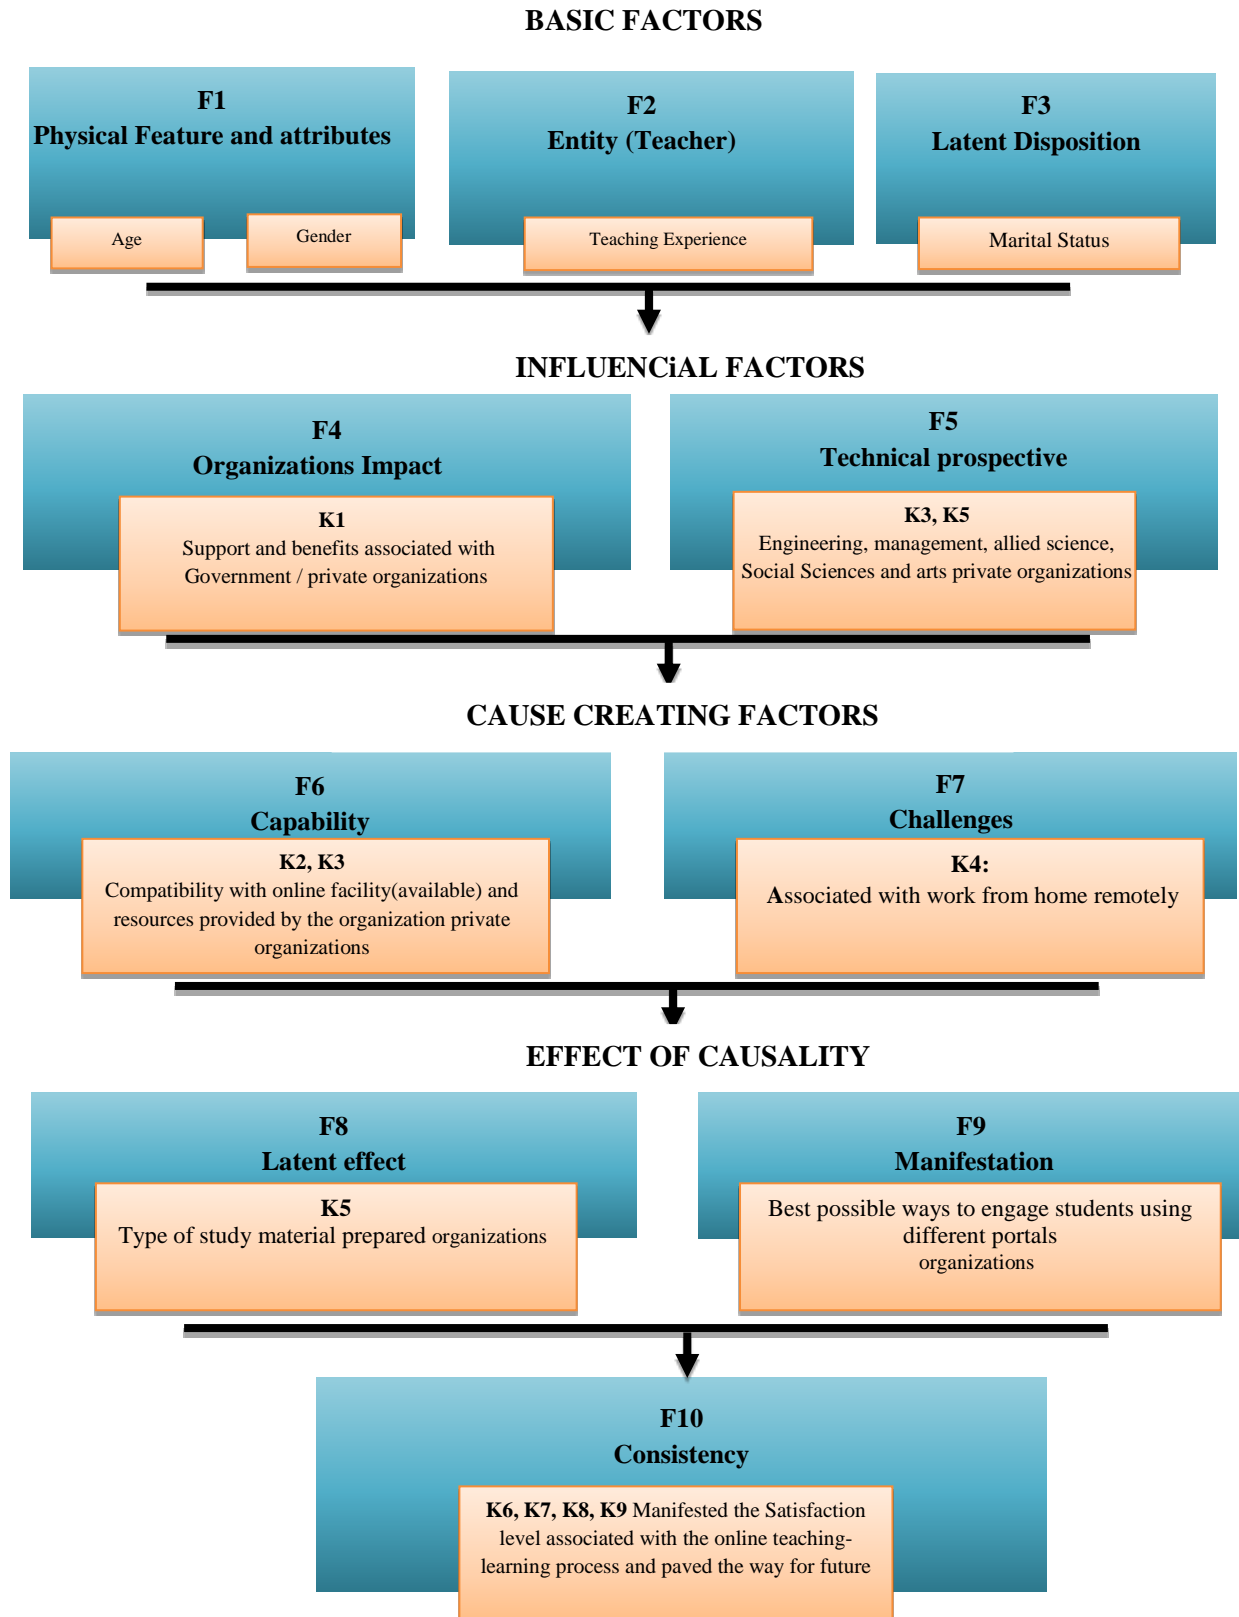 BASIC FACTORS
F1
Physical Feature and attributes
Age
Gender
F2
Entity (Teacher)
Teaching Experience
F3
Latent Disposition
Marital Status
INFLUENCiAL FACTORS
F4
Organizations Impact
K1
Support and benefits associated with
Government / private organizations
F5
Technical prospective
K3, K5
Engineering, management, allied science,
Social Sciences and arts private organizations
CAUSE CREATING FACTORS
F6
Capability
K2, K3
Compatibility with online facility(available) and
resources provided by the organization private
organizations
F7
Challenges
K4:
Associated with work from home remotely
EFFECT OF CAUSALITY
F8
Latent effect
K5
Type of study material prepared organizations
F9
Manifestation
Best possible ways to engage students using
different portals
organizations
F10
Consistency
K6, K7, K8, K9 Manifested the Satisfaction
level associated with the online teaching-
learning process and paved the way for future